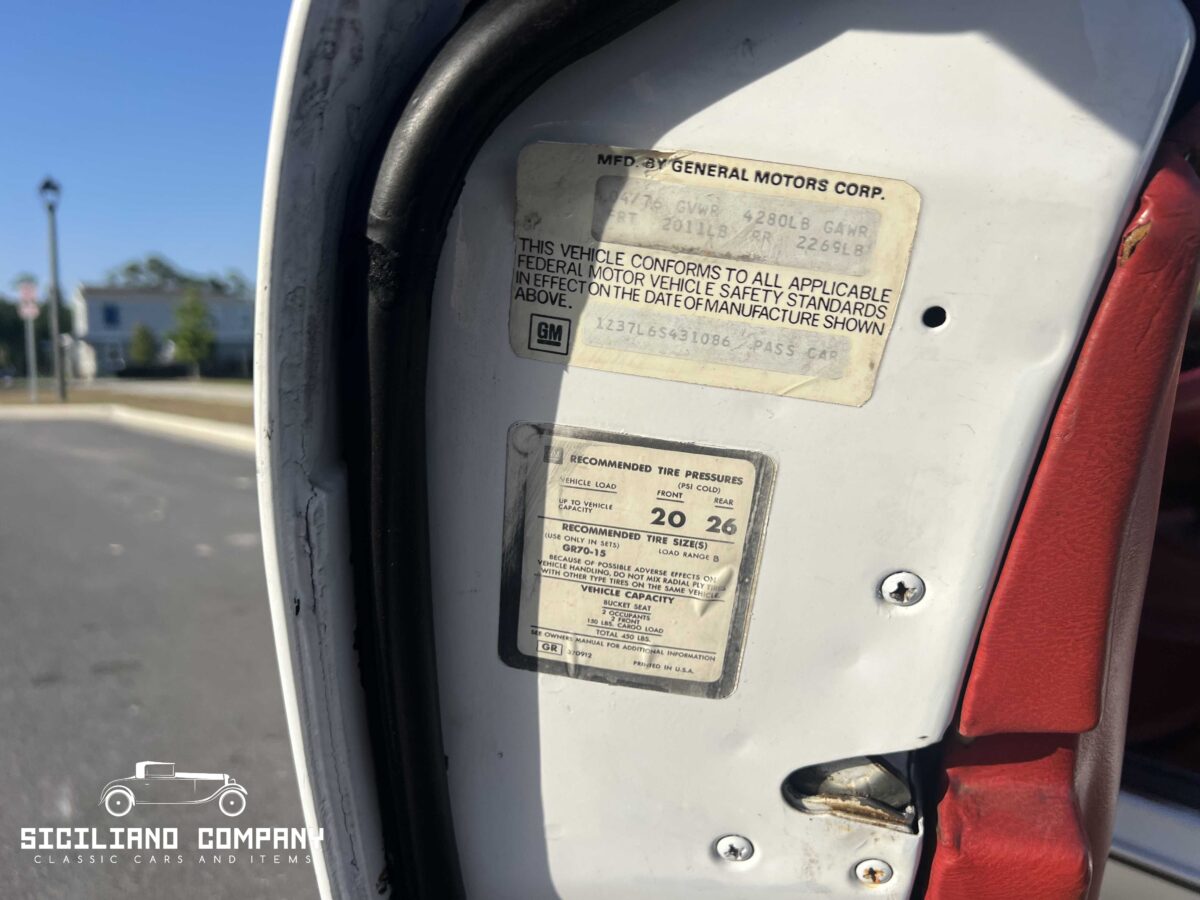 MFD. BY GENERAL MOTORS CORP.
04/76 GVWR 4280LB GAWR
FRT 2011LB RR 2269LB
THIS VEHICLE CONFORMS TO ALL APPLICABLE
FEDERAL MOTOR VEHICLE SAFETY STANDARDS
IN EFFECT ON THE DATE OF MANUFACTURE SHOWN
ABOVE.
GM
1Z37L6S431086 PASS CAR
GM RECOMMENDED TIRE PRESSURES
VEHICLE LOAD (PSI COLD)
FRONT REAR
UP TO VEHICLE
CAPACITY
20 26
RECOMMENDED TIRE SIZE(S)
(USE ONLY IN SETS) LOAD RANGE B
GR70-15
BECAUSE OF POSSIBLE ADVERSE EFFECTS ON
VEHICLE HANDLING, DO NOT MIX RADIAL PLY TIRES
WITH OTHER TYPE TIRES ON THE SAME VEHICLE.
VEHICLE CAPACITY
BUCKET SEAT
2 OCCUPANTS
2 FRONT
150 LBS. CARGO LOAD
TOTAL 450 LBS.
SEE OWNERS MANUAL FOR ADDITIONAL INFORMATION
GR 370912
PRINTED IN U.S.A.
SICILIANO COMPANY
CLASSIC CARS AND ITEMS